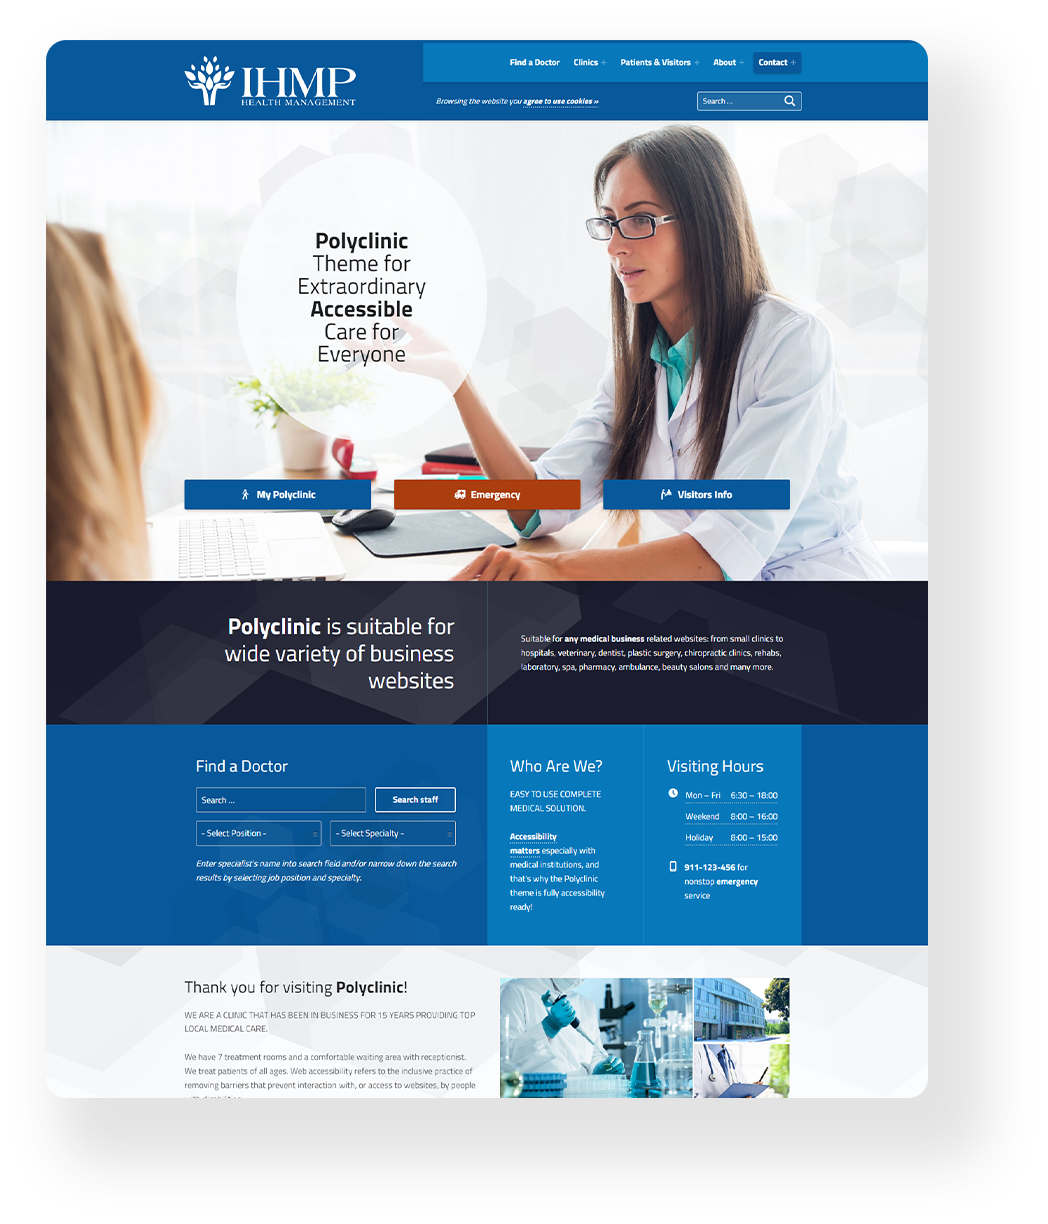 IHMP
HEALTH MANAGEMENT
Find a Doctor Clinics + Patients & Visitors + About + Contact +
Browsing the website you agree to use cookies »
Search ...
Polyclinic
Theme for
Extraordinary
Accessible
Care for
Everyone
My Polyclinic
Emergency
Visitors Info
Polyclinic is suitable for
wide variety of business
websites
Suitable for any medical business related websites: from small clinics to
hospitals, veterinary, dentist, plastic surgery, chiropractic clinics, rehabs,
laboratory, spa, pharmacy, ambulance, beauty salons and many more.
Find a Doctor
Search ...
Search staff
- Select Position -
- Select Specialty -
Enter specialist's name into search field and/or narrow down the search
results by selecting job position and specialty.
Who Are We?
EASY TO USE COMPLETE
MEDICAL SOLUTION.
Accessibility
matters especially with
medical institutions, and
that's why the Polyclinic
theme is fully accessibility
ready!
Visiting Hours
Mon – Fri 6:30 – 18:00
Weekend 8:00 – 16:00
Holiday 8:00 – 15:00
911-123-456 for
nonstop emergency
service
Thank you for visiting Polyclinic!
WE ARE A CLINIC THAT HAS BEEN IN BUSINESS FOR 15 YEARS PROVIDING TOP
LOCAL MEDICAL CARE.
We have 7 treatment rooms and a comfortable waiting area with receptionist.
We treat patients of all ages. Web accessibility refers to the inclusive practice of
removing barriers that prevent interaction with, or access to websites, by people